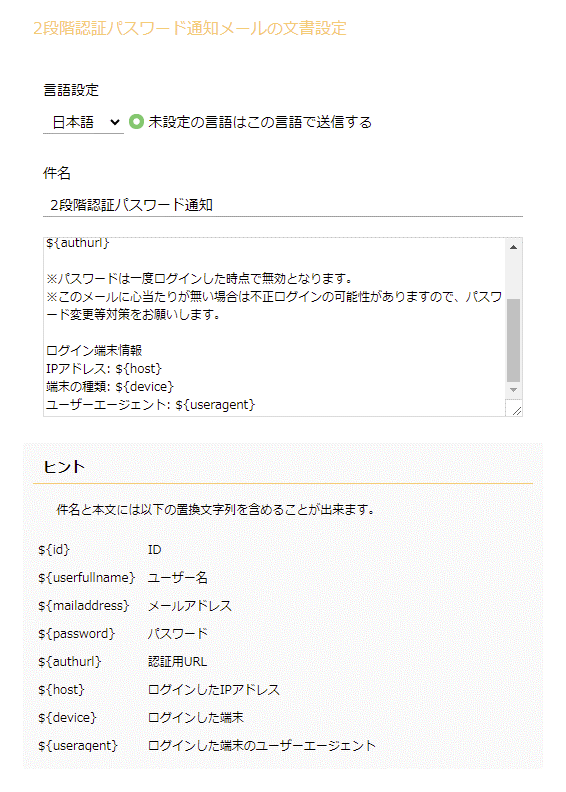 2段階認証パスワード通知メールの文書設定
言語設定
日本語 未設定の言語はこの言語で送信する
件名
2段階認証パスワード通知
${authurl}
※パスワードは一度ログインした時点で無効となります。
※このメールに心当たりが無い場合は不正ログインの可能性がありますので、パスワ
ード変更等対策をお願いします。
ログイン端末情報
IPアドレス: ${host}
端末の種類: ${device}
ユーザーエージェント: ${useragent}
ヒント
件名と本文には以下の置換文字列を含めることが出来ます。
${id} ID
${userfullname} ユーザー名
${mailaddress} メールアドレス
${password} パスワード
${authurl} 認証用URL
${host} ログインしたIPアドレス
${device} ログインした端末
${useragent} ログインした端末のユーザーエージェント